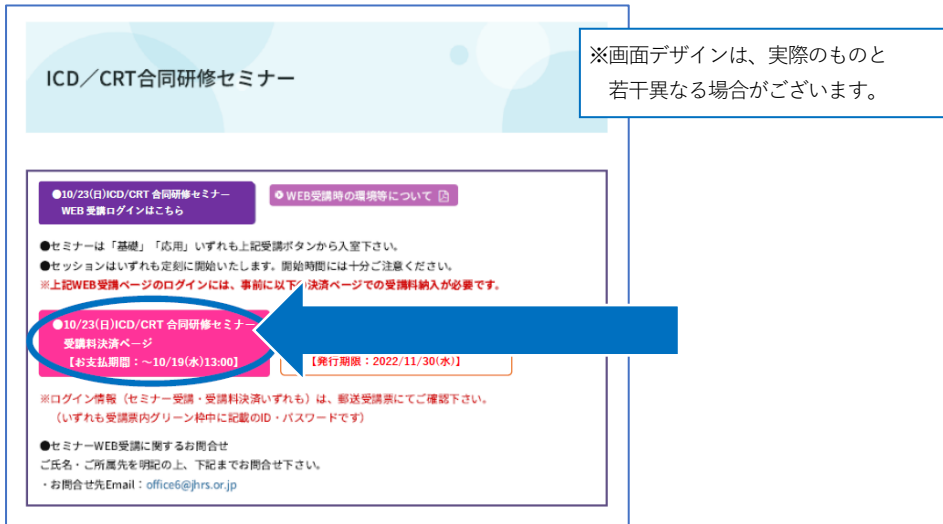 ICD／CRT合同研修セミナー
※画面デザインは、実際のものと
若干異なる場合がございます。
●10/23(日)ICD/CRT 合同研修セミナー
WEB 受講ログインはこちら
WEB受講時の環境等について
●セミナーは「基礎」「応用」いずれも上記受講ボタンから入室下さい。
●セッションはいずれも定刻に開始いたします。開始時間には十分ご注意ください。
※上記WEB受講ページのログインには、事前に以下の決済ページでの受講料納入が必要です。
●10/23(日)ICD/CRT 合同研修セミナー
受講料決済ページ
【お支払期間：～10/19(水)13:00】
【発行期限：2022/11/30(水)】
※ログイン情報（セミナー受講・受講料決済いずれも）は、郵送受講票にてご確認下さい。
（いずれも受講票内グリーン枠中に記載のID・パスワードです）
●セミナーWEB受講に関するお問合せ
ご氏名・ご所属先を明記の上、下記までお問合せ下さい。
・お問合せ先Email：office6@jhrs.or.jp